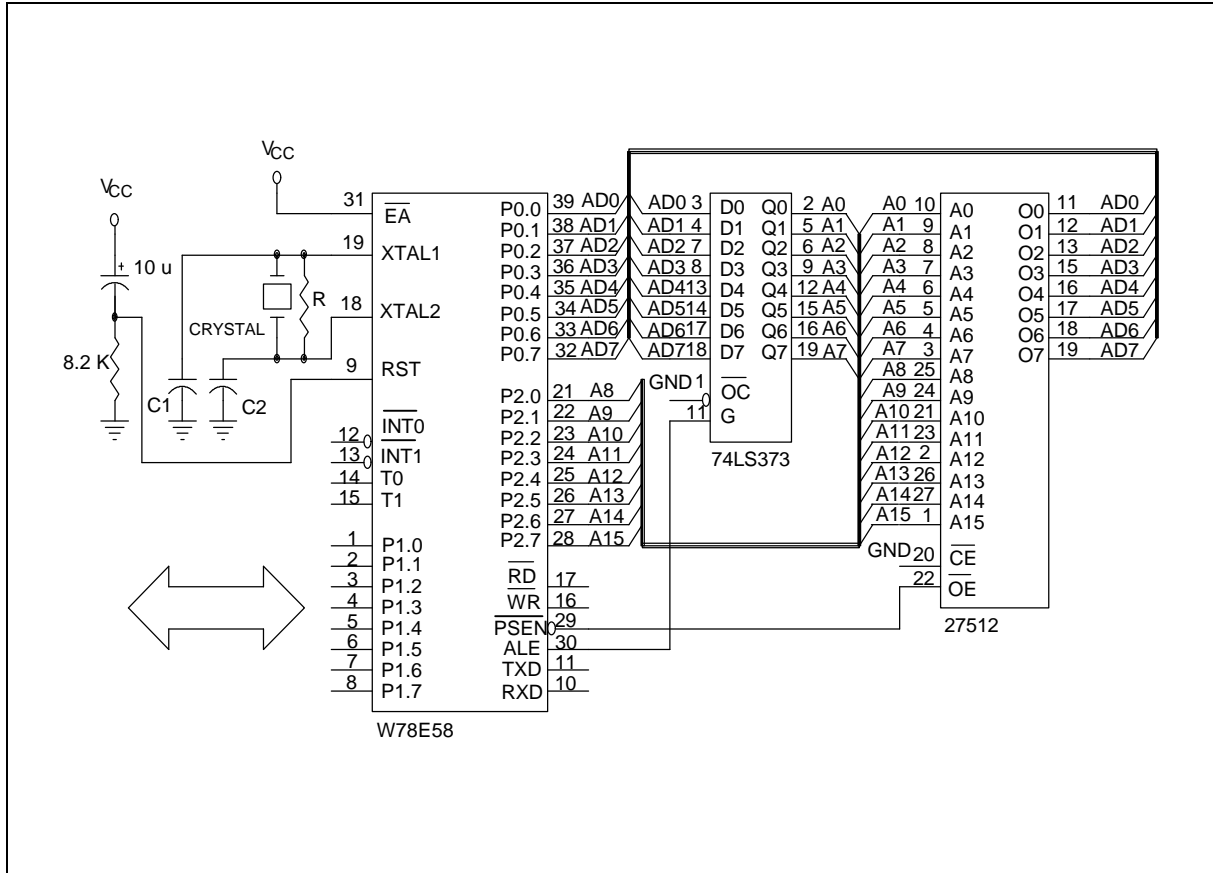 VCC
VCC
10 u
8.2 K
C1
C2
CRYSTAL
R
31 EA
19 XTAL1
18 XTAL2
9 RST
12 INT0
13 INT1
14 T0
15 T1
1 P1.0
2 P1.1
3 P1.2
4 P1.3
5 P1.4
6 P1.5
7 P1.6
8 P1.7
P0.0 39 AD0
P0.1 38 AD1
P0.2 37 AD2
P0.3 36 AD3
P0.4 35 AD4
P0.5 34 AD5
P0.6 33 AD6
P0.7 32 AD7
P2.0 21 A8
P2.1 22 A9
P2.2 23 A10
P2.3 24 A11
P2.4 25 A12
P2.5 26 A13
P2.6 27 A14
P2.7 28 A15
RD 17
WR 16
PSEN 29
ALE 30
TXD 11
RXD 10
W78E58
AD0 3 D0 Q0 2 A0
AD1 4 D1 Q1 5 A1
AD2 7 D2 Q2 6 A2
AD3 8 D3 Q3 9 A3
AD4 13 D4 Q4 12 A4
AD5 14 D5 Q5 15 A5
AD6 17 D6 Q6 16 A6
AD7 18 D7 Q7 19 A7
GND 1 OC
11 G
74LS373
A0 10 A0 O0 11 AD0
A1 9 A1 O1 12 AD1
A2 8 A2 O2 13 AD2
A3 7 A3 O3 15 AD3
A4 6 A4 O4 16 AD4
A5 5 A5 O5 17 AD5
A6 4 A6 O6 18 AD6
A7 3 A7 O7 19 AD7
A8 25 A8
A9 24 A9
A10 21 A10
A11 23 A11
A12 2 A12
A13 26 A13
A14 27 A14
A15 1 A15
GND 20 CE
22 OE
27512